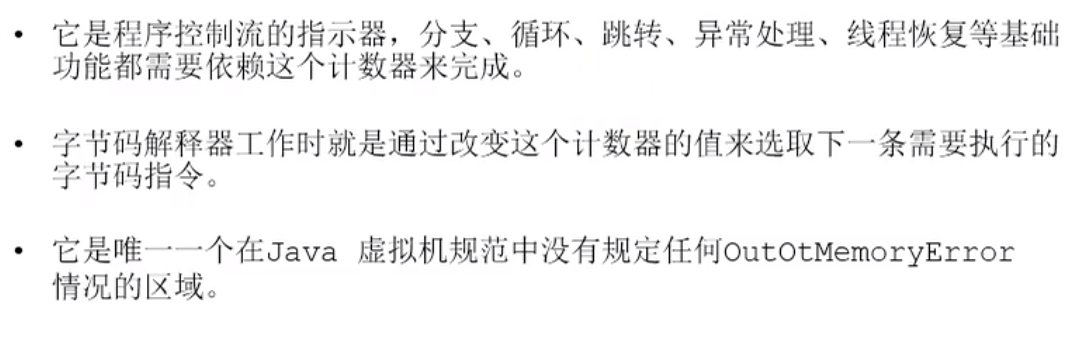 • 它是程序控制流的指示器，分支、循环、跳转、异常处理、线程恢复等基础
功能都需要依赖这个计数器来完成。
• 字节码解释器工作时就是通过改变这个计数器的值来选取下一条需要执行的
字节码指令。
• 它是唯一一个在Java 虚拟机规范中没有规定任何OutOtMemoryError
情况的区域。